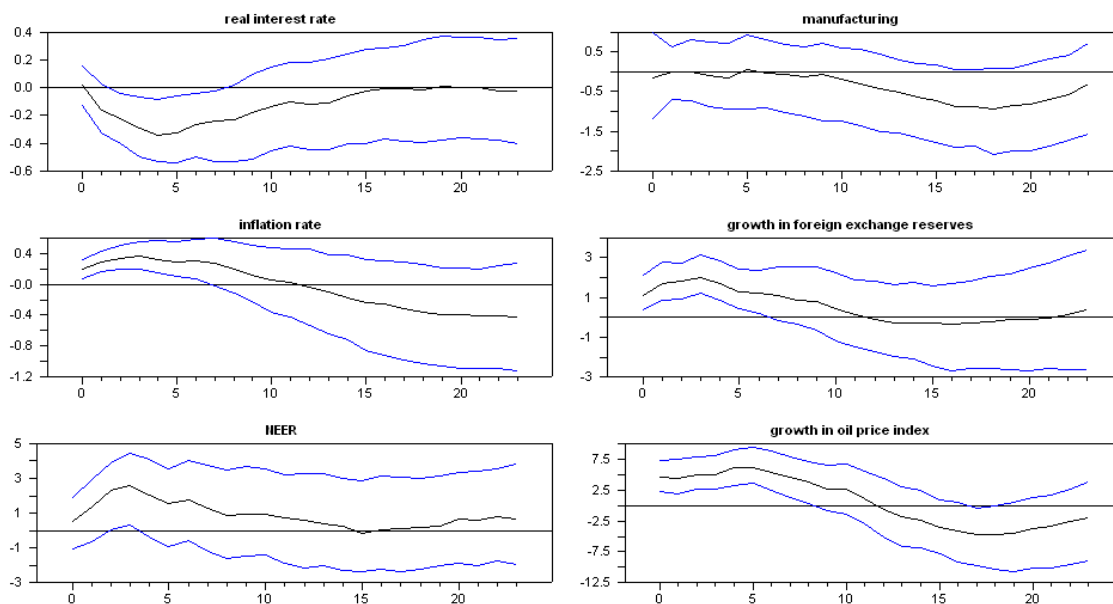 real interest rate
0.4
0.2
0.0
-0.2
-0.4
-0.6
0 5 10 15 20
manufacturing
0.5
-0.5
-1.5
-2.5
0 5 10 15 20
inflation rate
0.4
-0.0
-0.4
-1.2
0 5 10 15 20
growth in foreign exchange reserves
3
1
-1
-3
0 5 10 15 20
NEER
5
3
1
-1
-3
0 5 10 15 20
growth in oil price index
7.5
2.5
-2.5
-7.5
-12.5
0 5 10 15 20